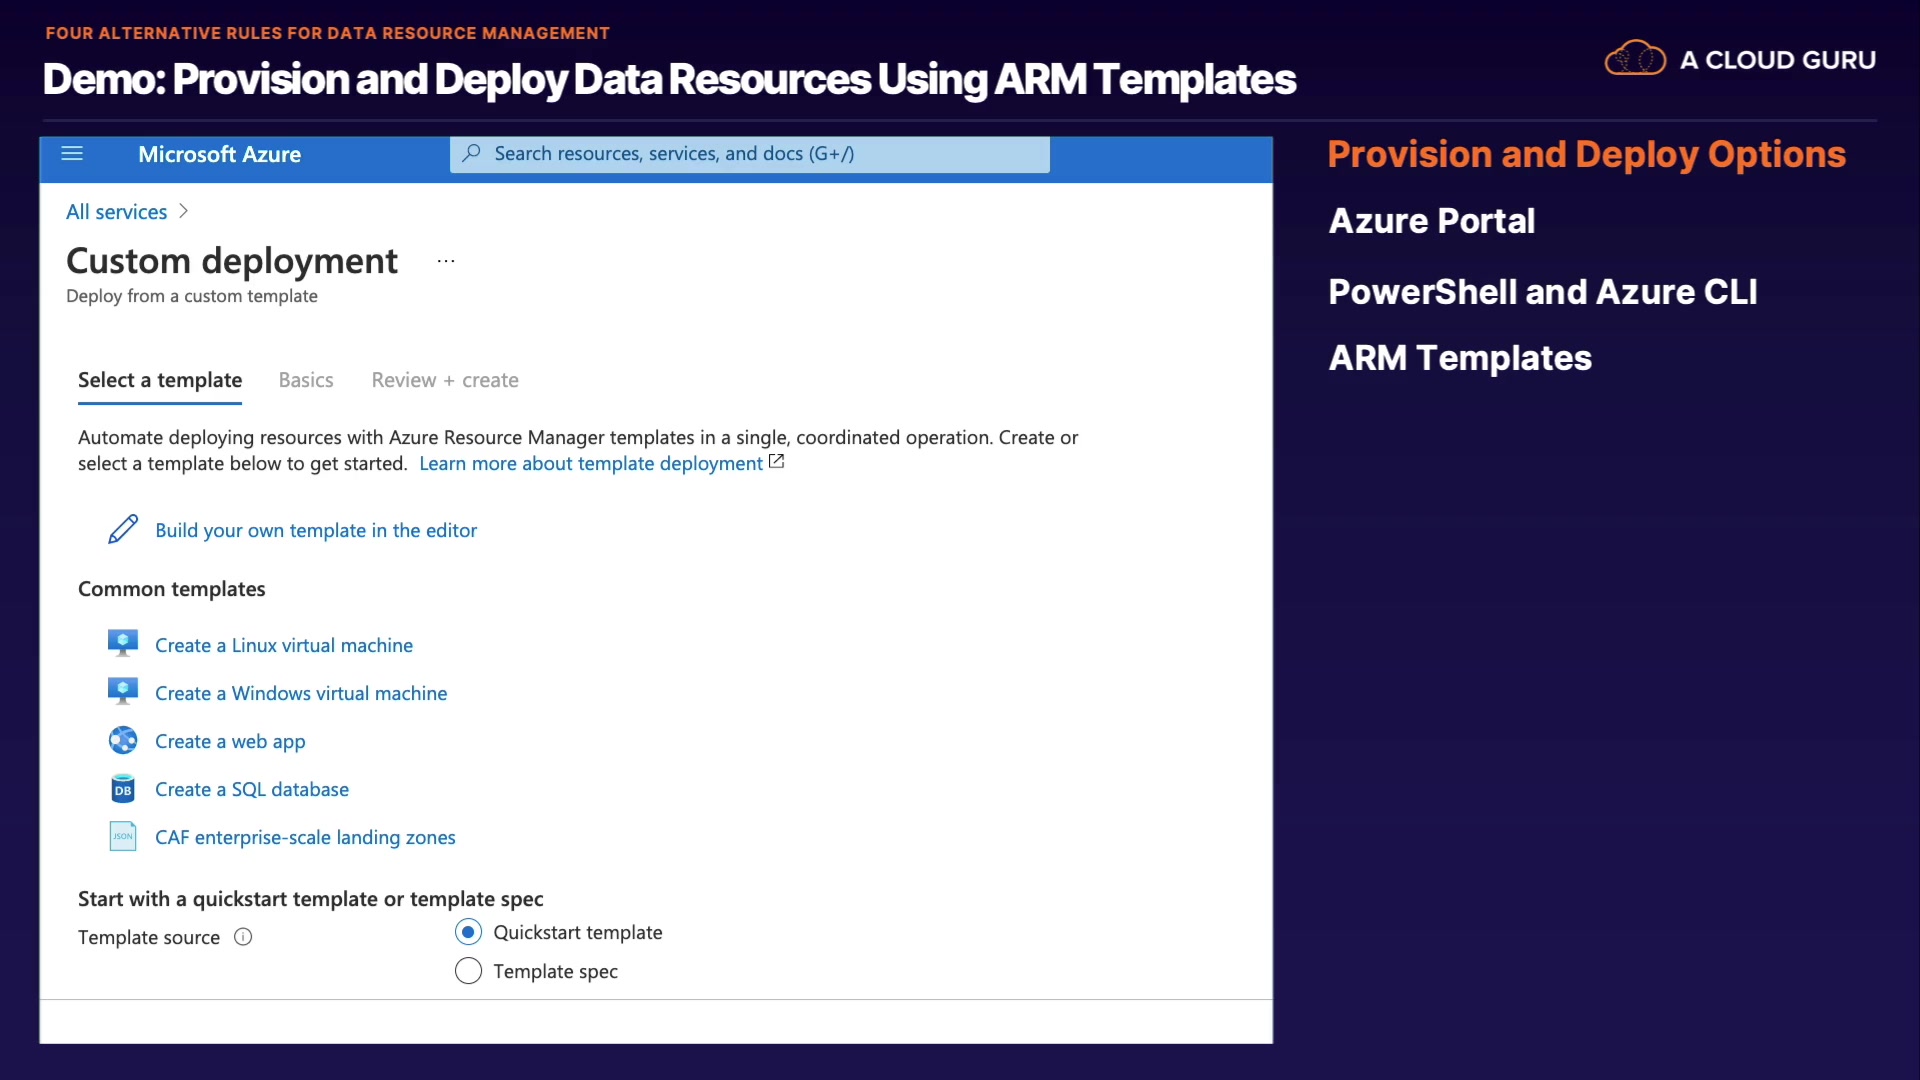 FOUR ALTERNATIVE RULES FOR DATA RESOURCE MANAGEMENT
Demo: Provision and Deploy Data Resources Using ARM Templates
A CLOUD GURU
Microsoft Azure
Search resources, services, and docs (G+/)
All services
Custom deployment ...
Deploy from a custom template
Select a template Basics Review + create
Automate deploying resources with Azure Resource Manager templates in a single, coordinated operation. Create or
select a template below to get started. Learn more about template deployment
Build your own template in the editor
Common templates
Create a Linux virtual machine
Create a Windows virtual machine
Create a web app
DB Create a SQL database
JSON CAF enterprise-scale landing zones
Start with a quickstart template or template spec
Template source
Quickstart template
Template spec
Provision and Deploy Options
Azure Portal
PowerShell and Azure CLI
ARM Templates